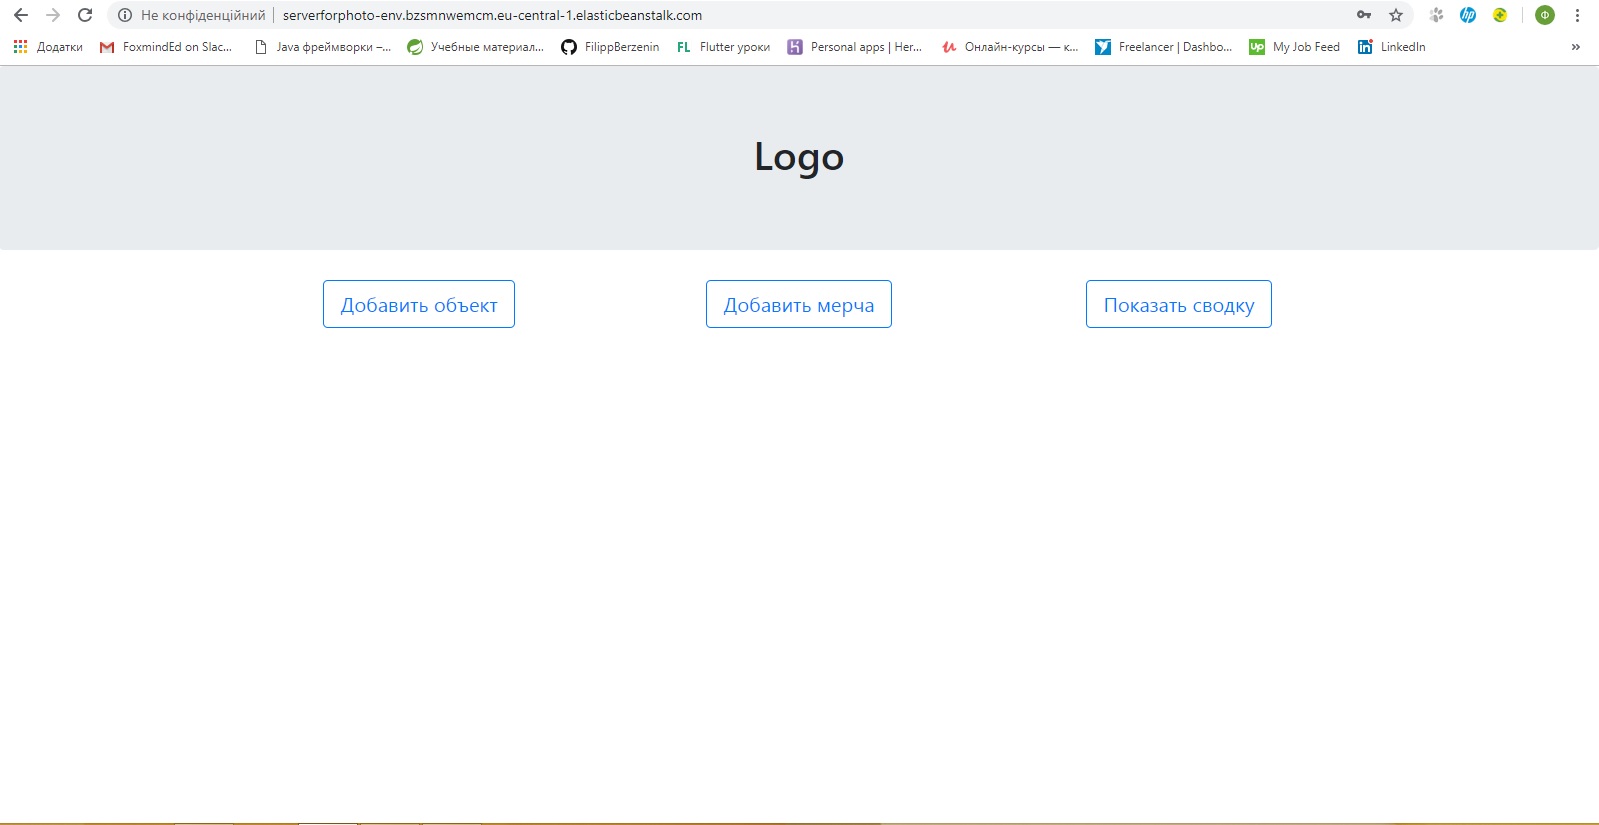 Не конфіденційний serverforphoto-env.bzsmnwemcm.eu-central-1.elasticbeanstalk.com Ф
Додатки FoxmindEd on Slac... Java фреймворки –... Учебные материал... FilippBerzenin FL Flutter уроки Personal apps | Her... Онлайн-курсы — к... Freelancer | Dashbo... Up My Job Feed in LinkedIn »
Logo
Добавить объект Добавить мерча Показать сводку